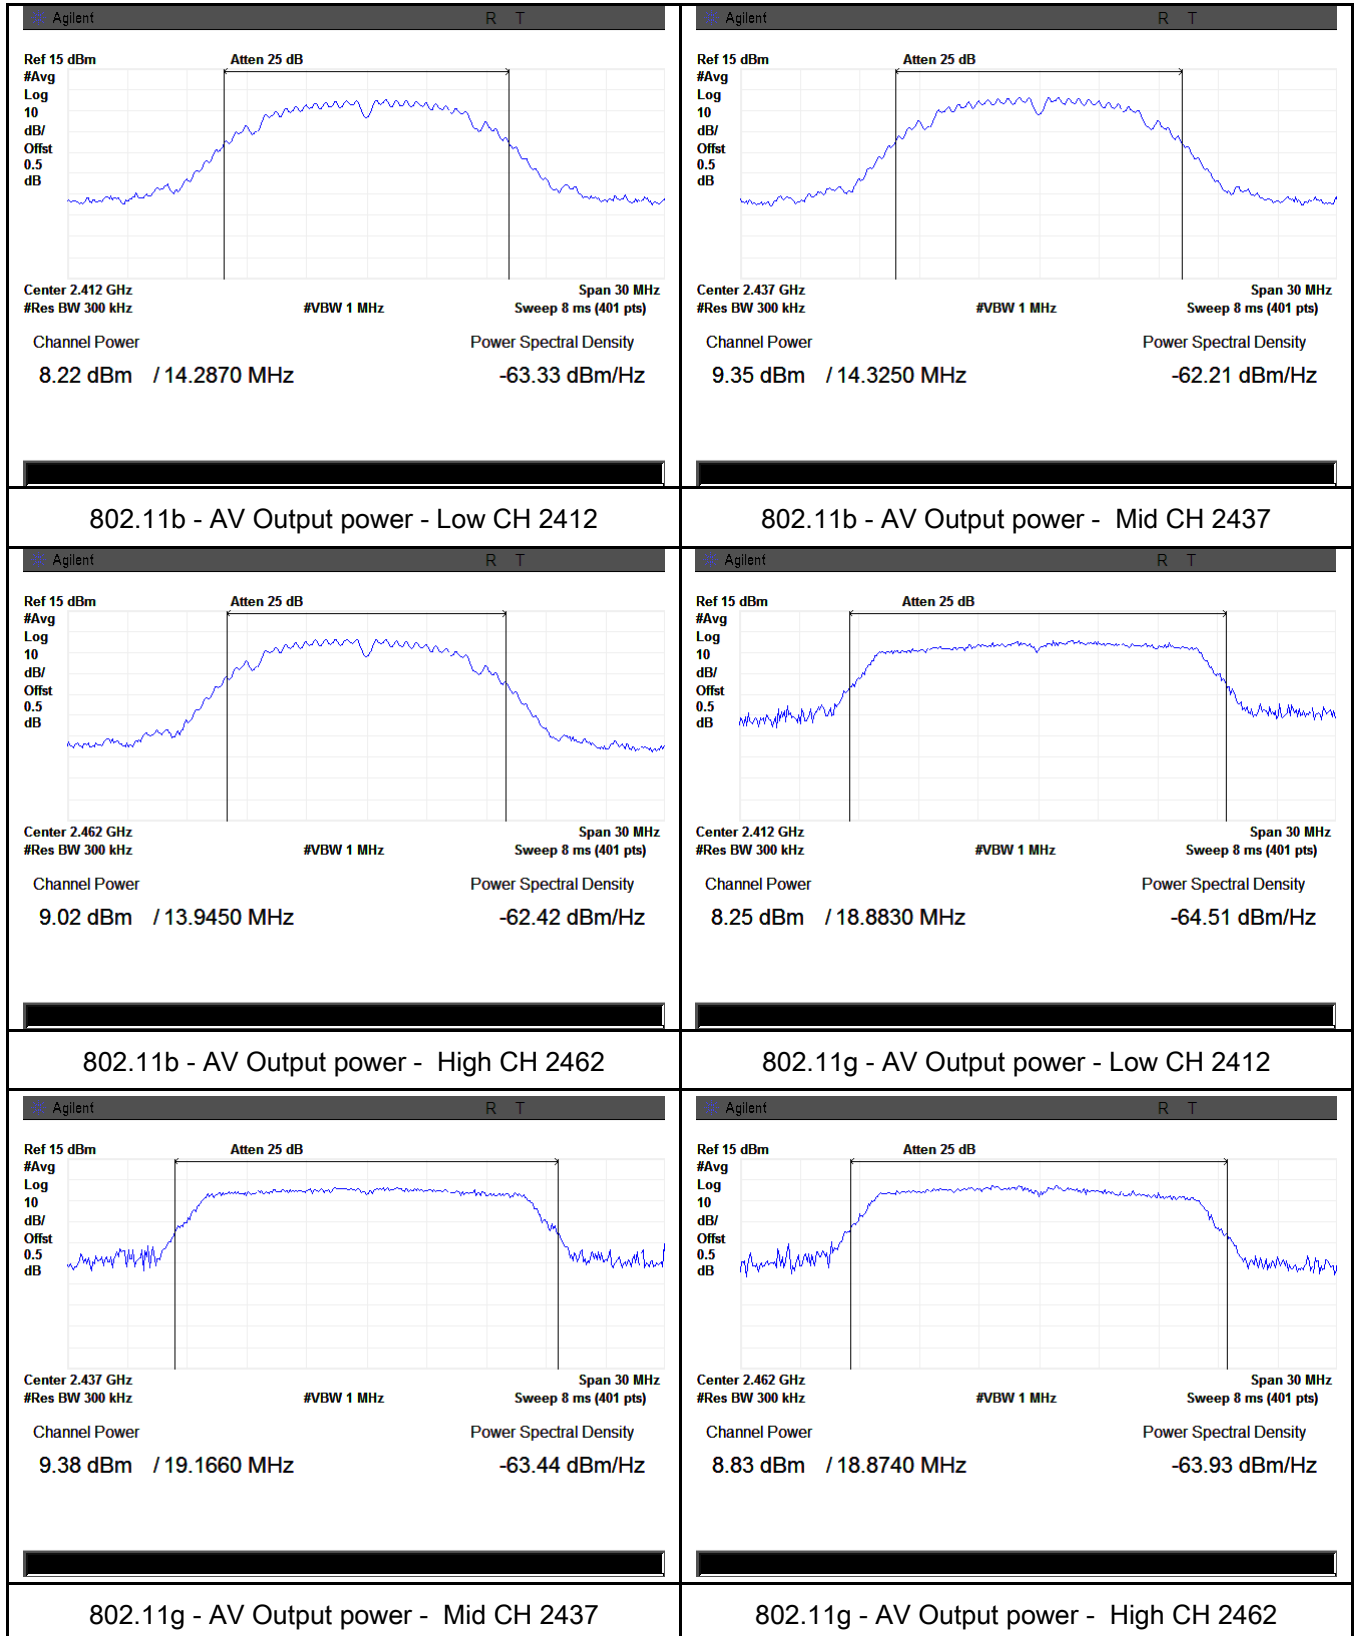 Agilent R T
Ref 15 dBm Atten 25 dB
#Avg
Log
10
dB/
Offst
0.5
dB
Center 2.412 GHz Span 30 MHz
#Res BW 300 kHz #VBW 1 MHz Sweep 8 ms (401 pts)
Channel Power Power Spectral Density
8.22 dBm / 14.2870 MHz -63.33 dBm/Hz
802.11b - AV Output power - Low CH 2412
Agilent R T
Ref 15 dBm Atten 25 dB
#Avg
Log
10
dB/
Offst
0.5
dB
Center 2.437 GHz Span 30 MHz
#Res BW 300 kHz #VBW 1 MHz Sweep 8 ms (401 pts)
Channel Power Power Spectral Density
9.35 dBm / 14.3250 MHz -62.21 dBm/Hz
802.11b - AV Output power - Mid CH 2437
Agilent R T
Ref 15 dBm Atten 25 dB
#Avg
Log
10
dB/
Offst
0.5
dB
Center 2.462 GHz Span 30 MHz
#Res BW 300 kHz #VBW 1 MHz Sweep 8 ms (401 pts)
Channel Power Power Spectral Density
9.02 dBm / 13.9450 MHz -62.42 dBm/Hz
802.11b - AV Output power - High CH 2462
Agilent R T
Ref 15 dBm Atten 25 dB
#Avg
Log
10
dB/
Offst
0.5
dB
Center 2.412 GHz Span 30 MHz
#Res BW 300 kHz #VBW 1 MHz Sweep 8 ms (401 pts)
Channel Power Power Spectral Density
8.25 dBm / 18.8830 MHz -64.51 dBm/Hz
802.11g - AV Output power - Low CH 2412
Agilent R T
Ref 15 dBm Atten 25 dB
#Avg
Log
10
dB/
Offst
0.5
dB
Center 2.437 GHz Span 30 MHz
#Res BW 300 kHz #VBW 1 MHz Sweep 8 ms (401 pts)
Channel Power Power Spectral Density
9.38 dBm / 19.1660 MHz -63.44 dBm/Hz
802.11g - AV Output power - Mid CH 2437
Agilent R T
Ref 15 dBm Atten 25 dB
#Avg
Log
10
dB/
Offst
0.5
dB
Center 2.462 GHz Span 30 MHz
#Res BW 300 kHz #VBW 1 MHz Sweep 8 ms (401 pts)
Channel Power Power Spectral Density
8.83 dBm / 18.8740 MHz -63.93 dBm/Hz
802.11g - AV Output power - High CH 2462